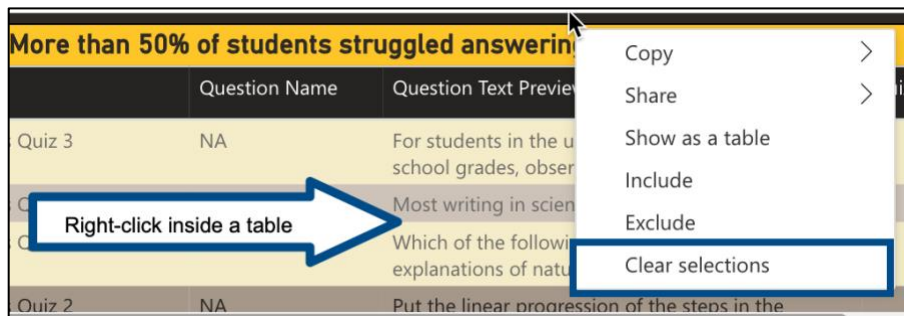 More than 50% of students struggled answering
Question Name
Question Text Preview
Quiz 3
NA
For students in the u
school grades, obser
Most writing in scien
Which of the followi
explanations of natu
Quiz 2
NA
Put the linear progression of the steps in the
Right-click inside a table
Copy
Share
Show as a table
Include
Exclude
Clear selections